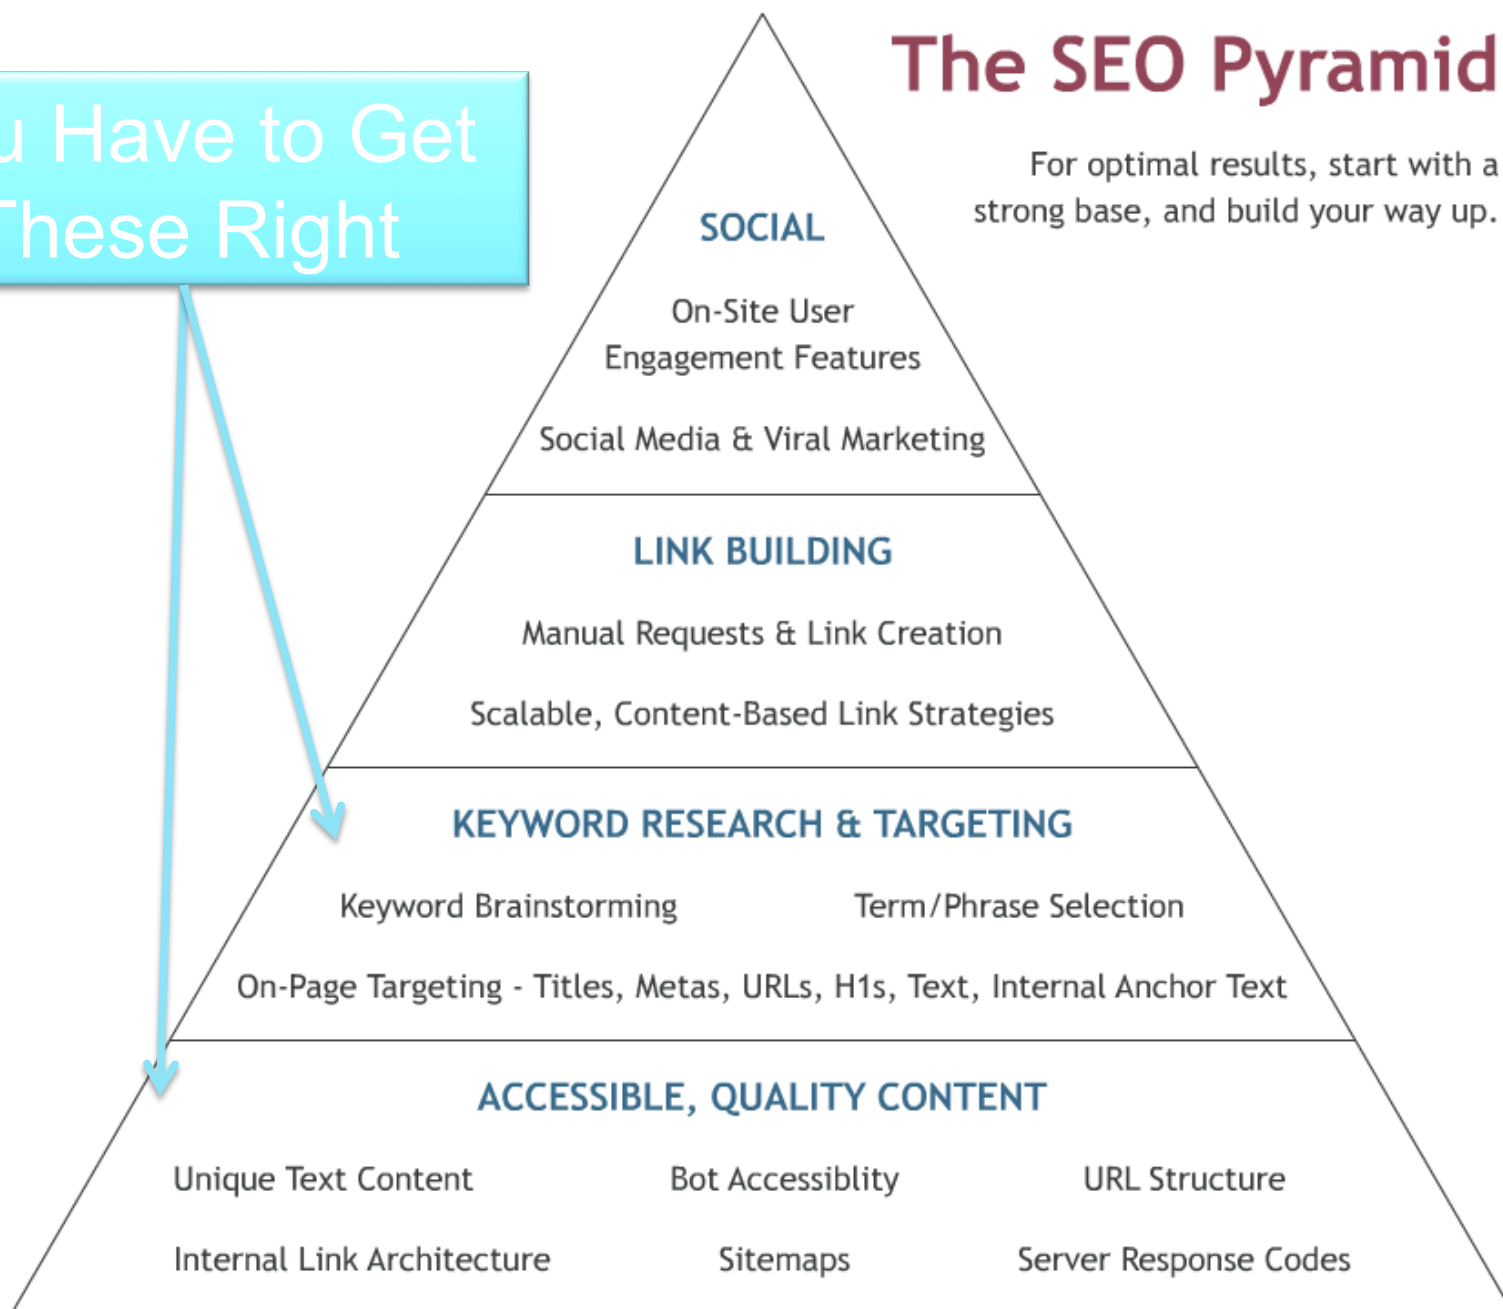 The SEO Pyramid
For optimal results, start with a
strong base, and build your way up.
u Have to Get
These Right
SOCIAL
On-Site User
Engagement Features
Social Media & Viral Marketing
LINK BUILDING
Manual Requests & Link Creation
Scalable, Content-Based Link Strategies
KEYWORD RESEARCH & TARGETING
Keyword Brainstorming
Term/Phrase Selection
On-Page Targeting - Titles, Metas, URLs, H1s, Text, Internal Anchor Text
ACCESSIBLE, QUALITY CONTENT
Unique Text Content
Bot Accessiblity
URL Structure
Internal Link Architecture
Sitemaps
Server Response Codes